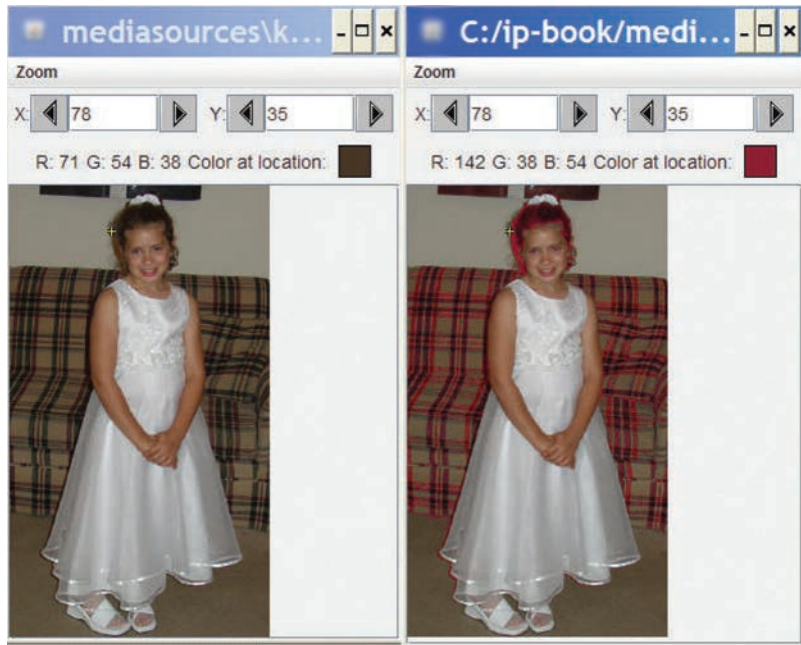 mediasources\k...
Zoom
X: 78 Y: 35
R: 71 G: 54 B: 38 Color at location:
C:/ip-book/medi...
Zoom
X: 78 Y: 35
R: 142 G: 38 B: 54 Color at location: